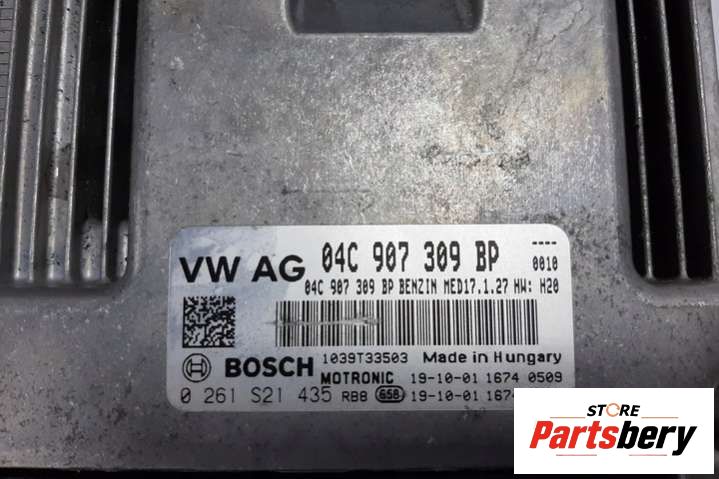 VW AG 04C 907 309 BP ----
0010
04C 907 309 BP BENZIN MED17.1.27 HW: H20
1039T33503 Made in Hungary
BOSCH MOTRONIC 19-10-01 1674 0509
0 261 S21 435 RB8 658 19-10-01 1674
STORE
Partsbery